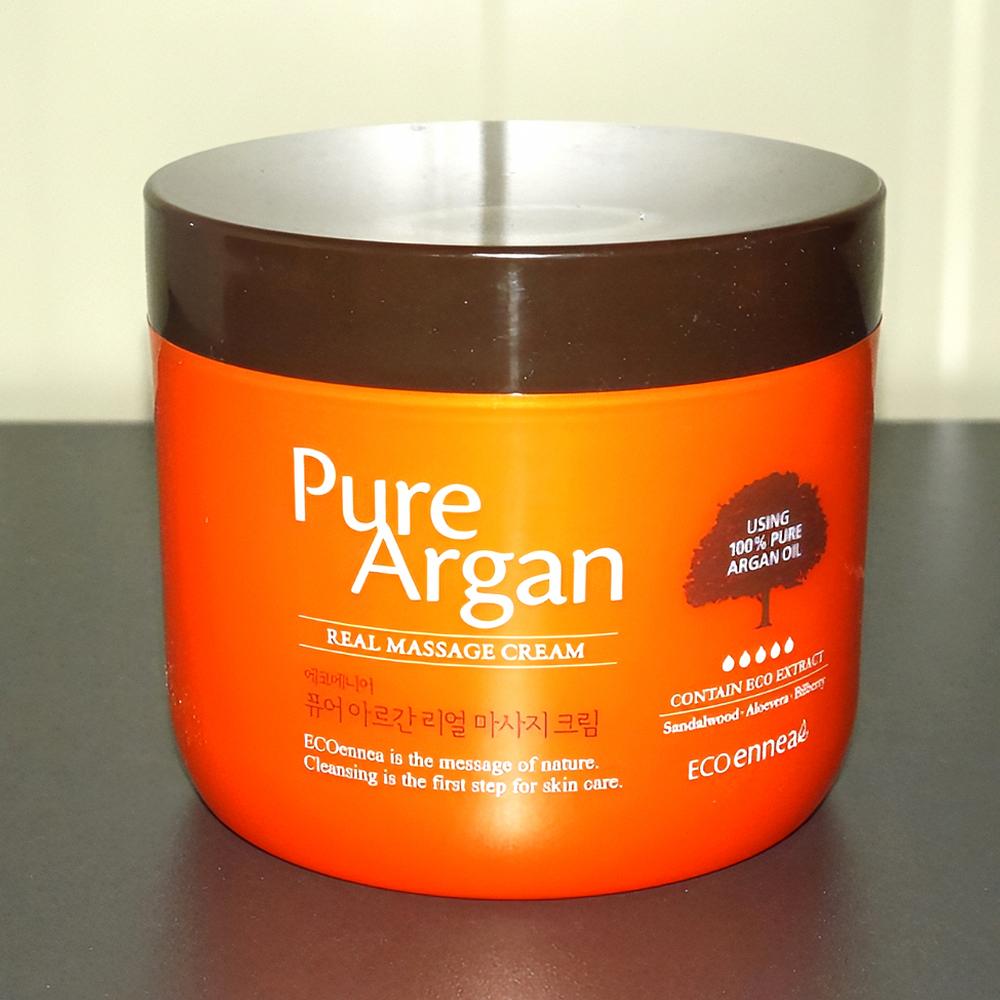 Pure
Argan
REAL MASSAGE CREAM
에코에니어
퓨어 아르간 리얼 마사지 크림
ECOennea is the message of nature.
Cleansing is the first step for skin care.
USING
100% PURE
ARGAN OIL
CONTAIN ECO EXTRACT
Sandalwood · Aloevera · Bilberry
ECOennea